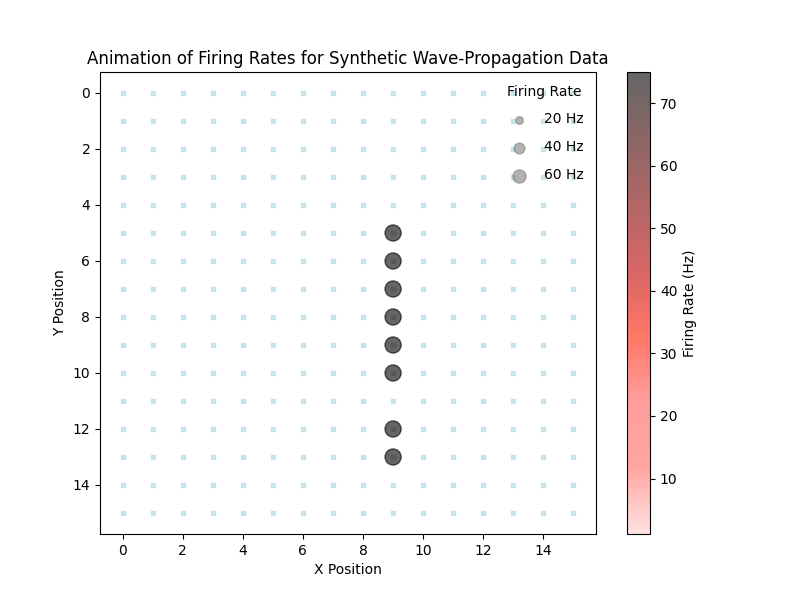 Animation of Firing Rates for Synthetic Wave-Propagation Data
Firing Rate
20 Hz
40 Hz
60 Hz
0
2
4
6
8
10
12
14
Y Position
0 2 4 6 8 10 12 14
X Position
70
60
50
40
30
20
10
Firing Rate (Hz)